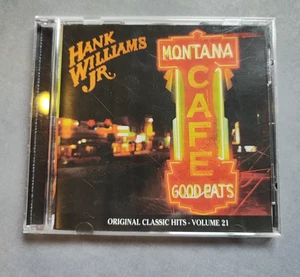 HANK
WILLIAMS
JR.
MONTANA
CAFE
GOOD EATS
ORIGINAL CLASSIC HITS - VOLUME 21